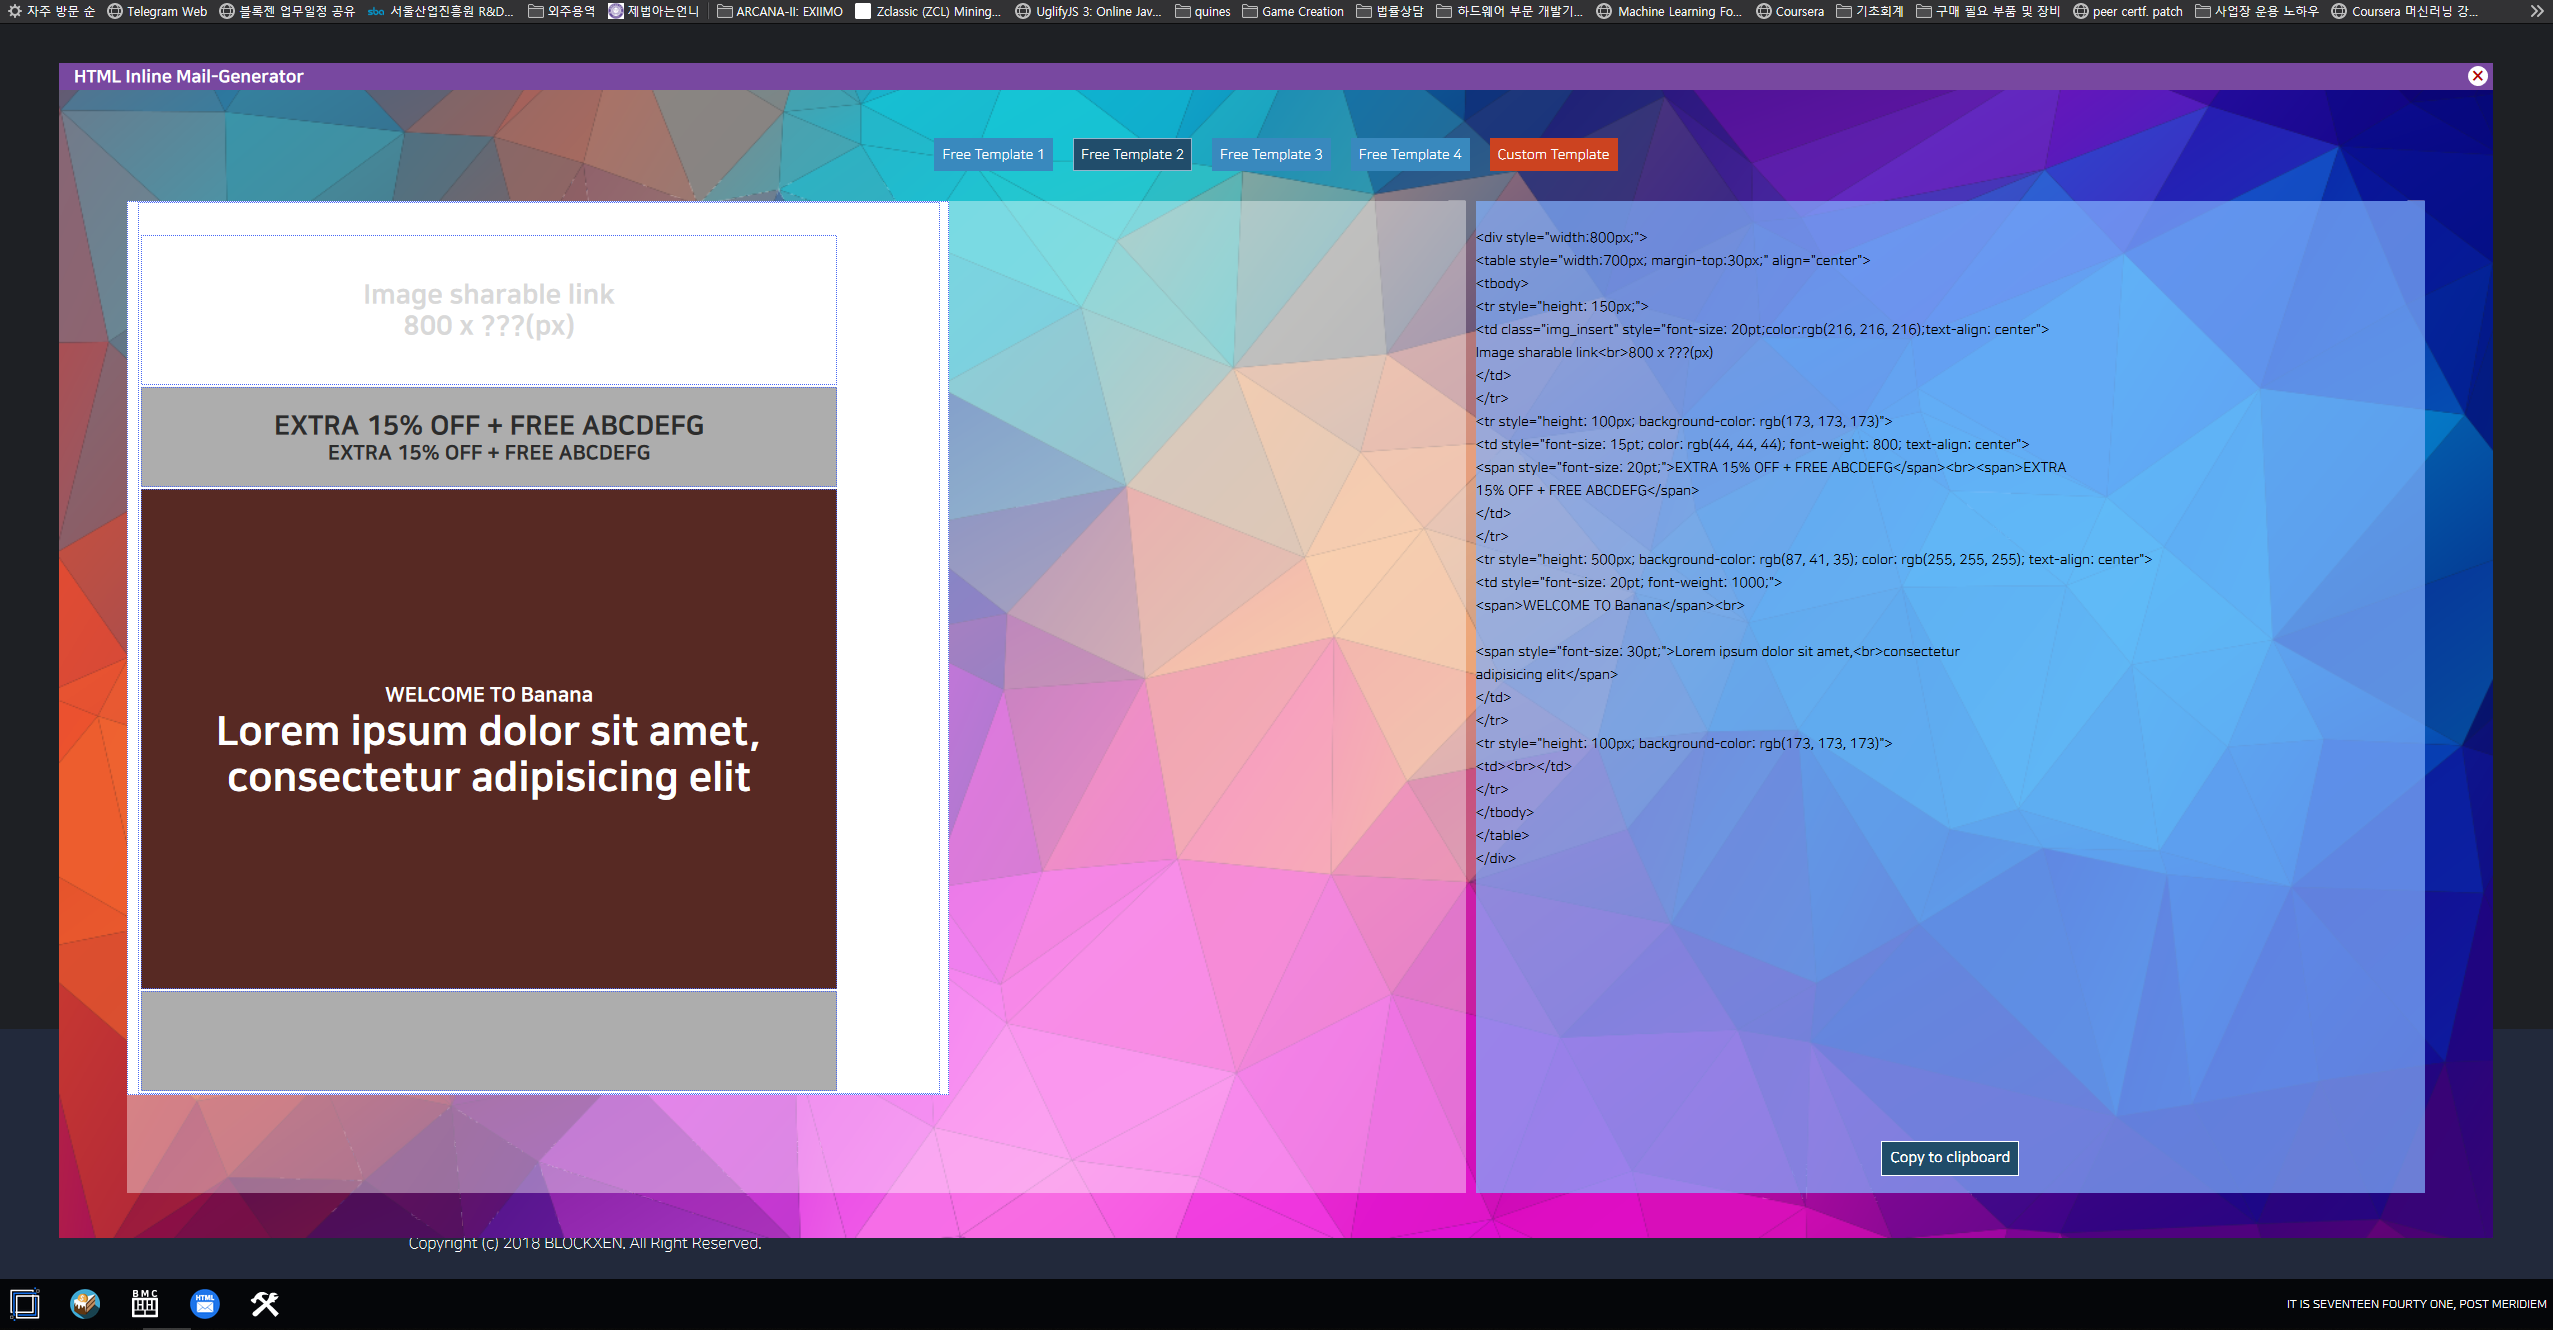 자주 방문 순 Telegram Web 블록젠 업무일정 공유 sba 서울산업진흥원 R&D... 외주용역 제법아는언니 ARCANA-II: EXIIMO Zclassic (ZCL) Mining... UglifyJS 3: Online Jav... quines Game Creation 법률상담 하드웨어 부문 개발기... Machine Learning Fo... Coursera 기초회계 구매 필요 부품 및 장비 peer certf. patch 사업장 운용 노하우 Coursera 머신러닝 강...
HTML Inline Mail-Generator
Free Template 1 Free Template 2 Free Template 3 Free Template 4 Custom Template
Image sharable link
800 x ???(px)
EXTRA 15% OFF + FREE ABCDEFG
EXTRA 15% OFF + FREE ABCDEFG
WELCOME TO Banana
Lorem ipsum dolor sit amet,
consectetur adipisicing elit
<div style="width:800px;">
<table style="width:700px; margin-top:30px;" align="center">
<tbody>
<tr style="height: 150px;">
<td class="img_insert" style="font-size: 20pt;color:rgb(216, 216, 216);text-align: center">
Image sharable link<br>800 x ???(px)
</td>
</tr>
<tr style="height: 100px; background-color: rgb(173, 173, 173)">
<td style="font-size: 15pt; color: rgb(44, 44, 44); font-weight: 800; text-align: center">
<span style="font-size: 20pt;">EXTRA 15% OFF + FREE ABCDEFG</span><br><span>EXTRA
15% OFF + FREE ABCDEFG</span>
</td>
</tr>
<tr style="height: 500px; background-color: rgb(87, 41, 35); color: rgb(255, 255, 255); text-align: center">
<td style="font-size: 20pt; font-weight: 1000;">
<span>WELCOME TO Banana</span><br>
<span style="font-size: 30pt;">Lorem ipsum dolor sit amet,<br>consectetur
adipisicing elit</span>
</td>
</tr>
<tr style="height: 100px; background-color: rgb(173, 173, 173)">
<td><br></td>
</tr>
</tbody>
</table>
</div>
Copy to clipboard
Copyright (c) 2018 BLOCKXEN. All Right Reserved.
BMC
HTML
IT IS SEVENTEEN FOURTY ONE, POST MERIDIEM